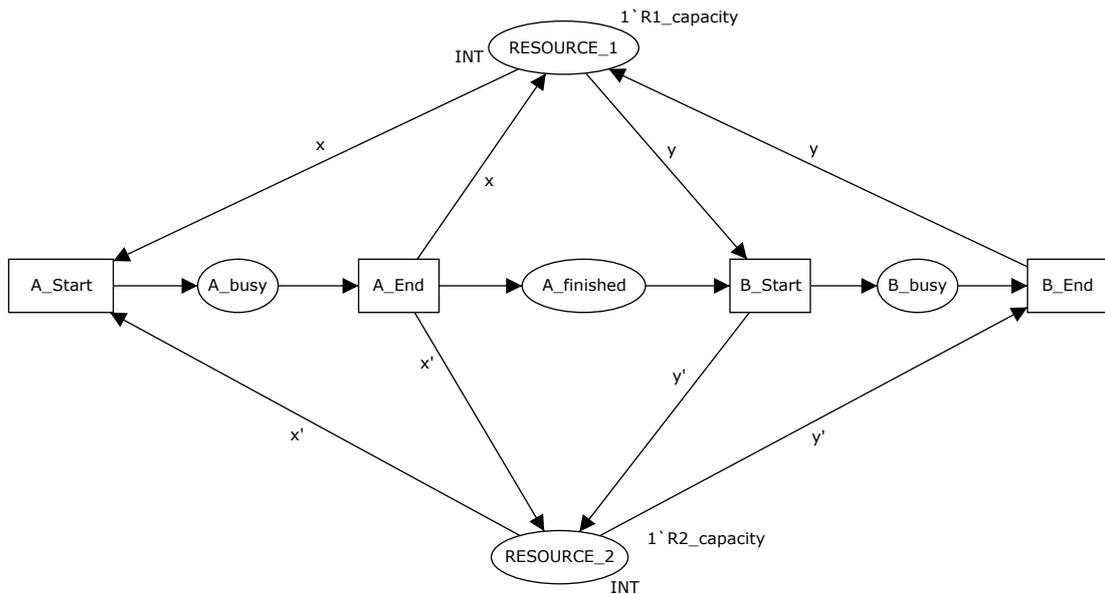 1`R1_capacity
RESOURCE_1
INT
x
y
y
x
A_Start
A_busy
A_End
A_finished
B_Start
B_busy
B_End
x'
y'
x'
y'
1`R2_capacity
RESOURCE_2
INT